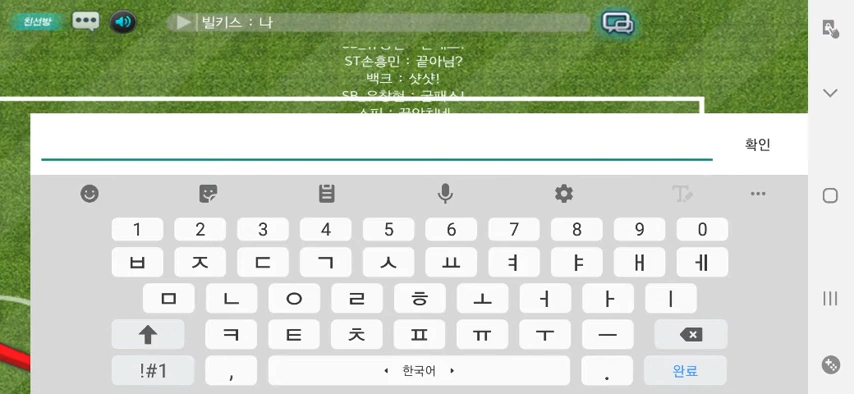 친선방
빌키스 : 나
ST손흥민 : 끝아님?
백크 : 샷샷!
확인
1 2 3 4 5 6 7 8 9 0
ㅂ ㅈ ㄷ ㄱ ㅅ ㅛ ㅕ ㅑ ㅐ ㅔ
ㅁ ㄴ ㅇ ㄹ ㅎ ㅗ ㅓ ㅏ ㅣ
ㅋ ㅌ ㅊ ㅍ ㅠ ㅜ ㅡ
!#1 , 한국어 . 완료